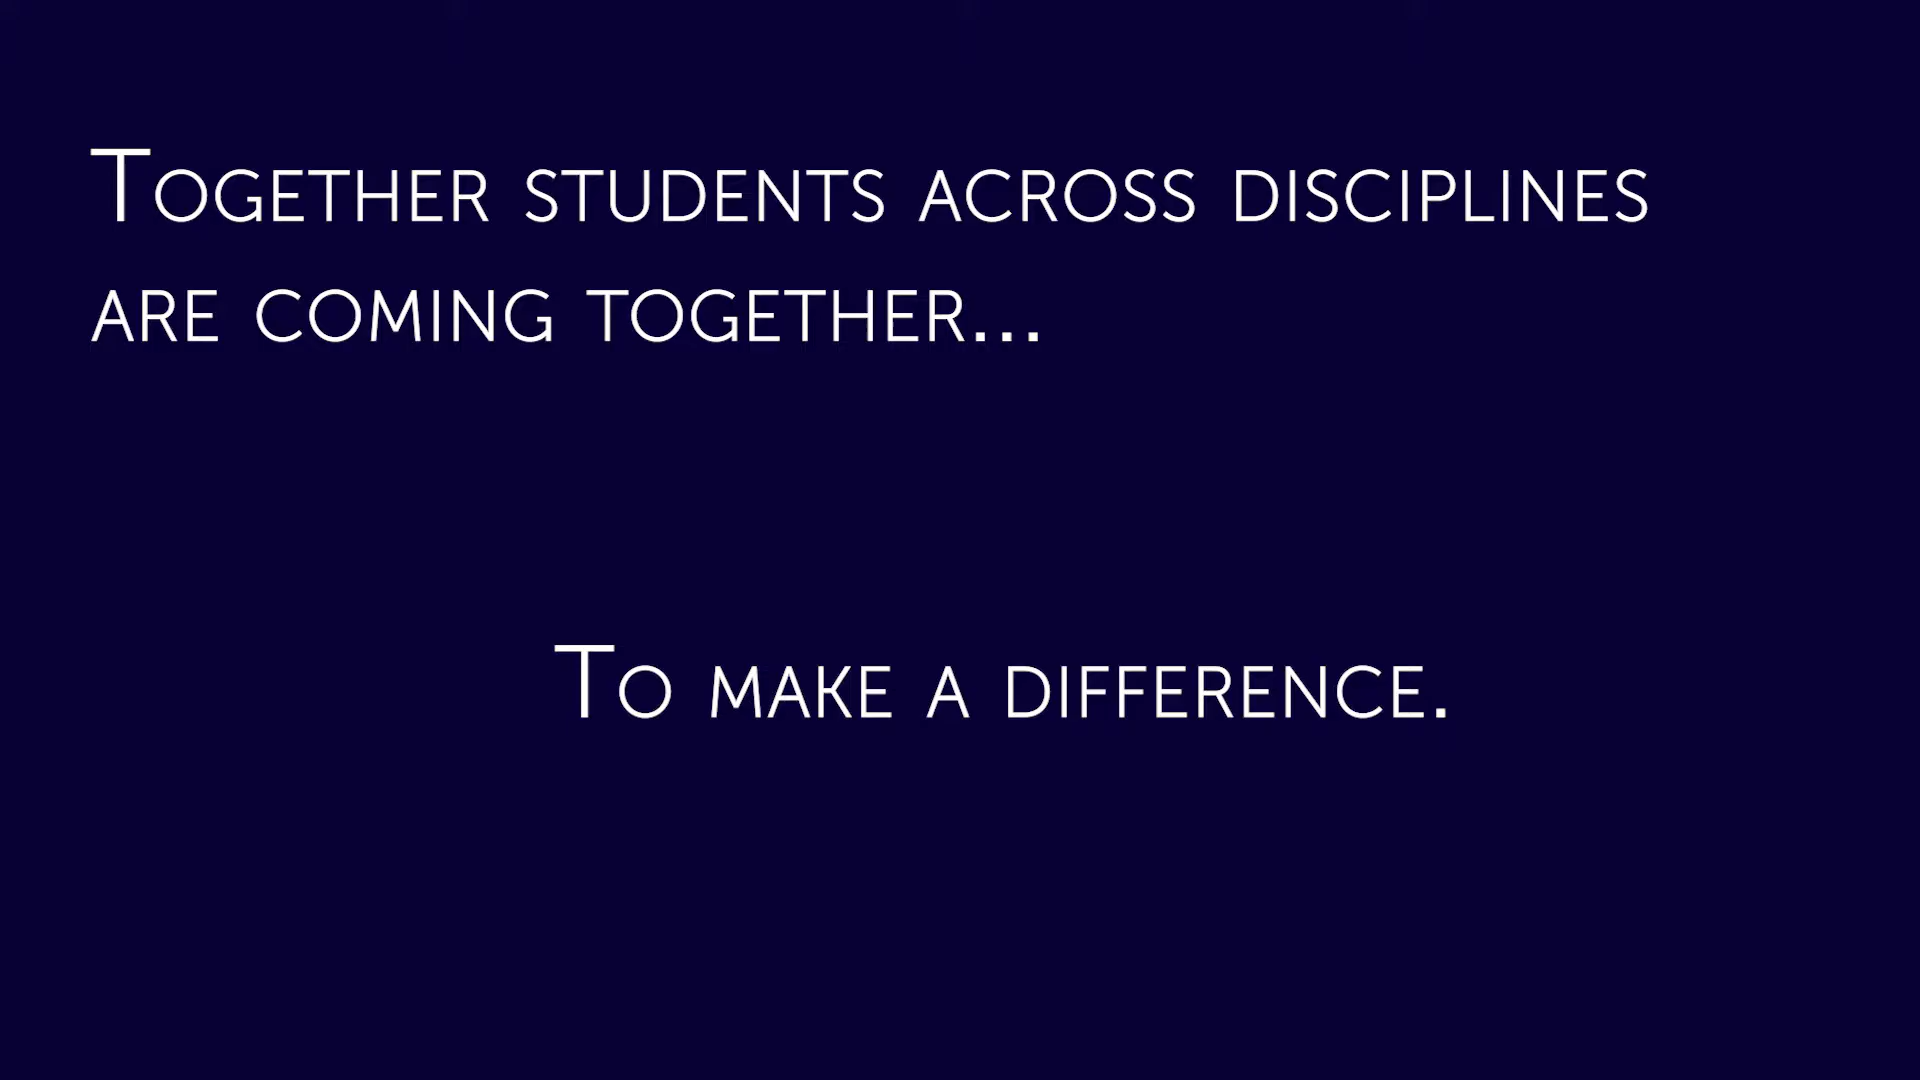 Together students across disciplines
are coming together...
To make a difference.